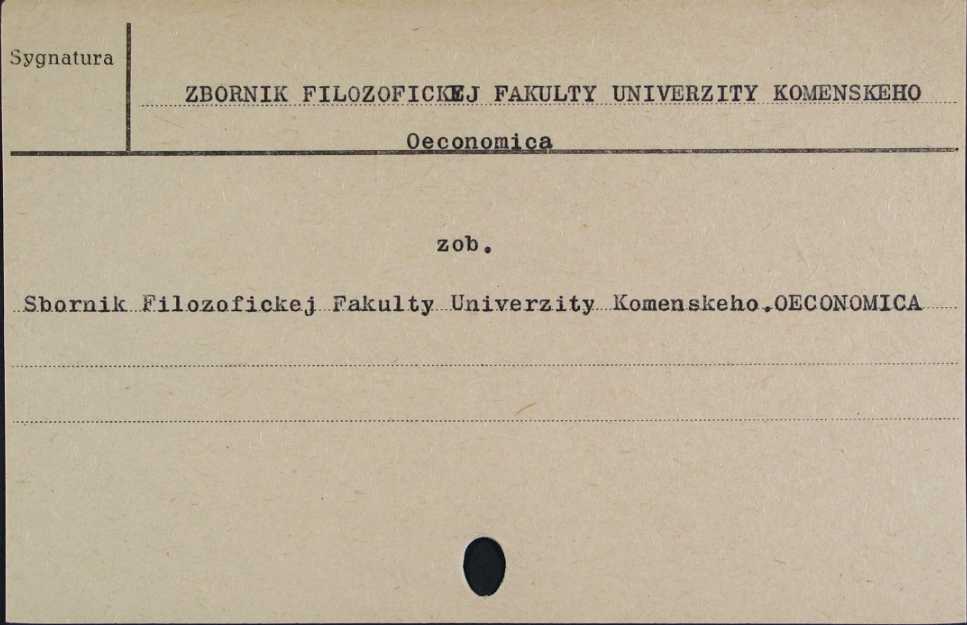 Sygnatura
ZBORNIK FILOZOFICKEJ FAKULTY UNIVERZITY KOMENSKEHO
Oeconomica
zob.
Sbornik Filozofickej Fakulty Univerzity Komenskeho.OECONOMICA